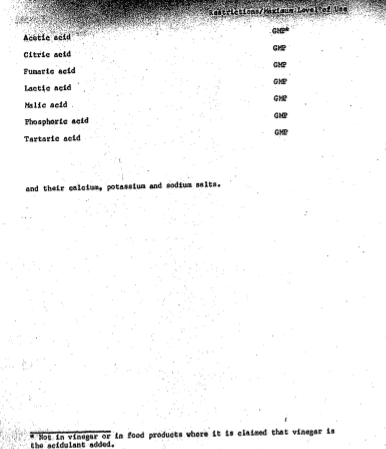 Restrictions/Maximum Level of Use
Acetic acid GMP*
Citric acid GMP
Fumaric acid GMP
Lactic acid GMP
Malic acid GMP
Phosphoric acid GMP
Tartaric acid GMP
and their calcium, potassium and sodium salts.
* Not in vinegar or in food products where it is claimed that vinegar is
the acidulant added.